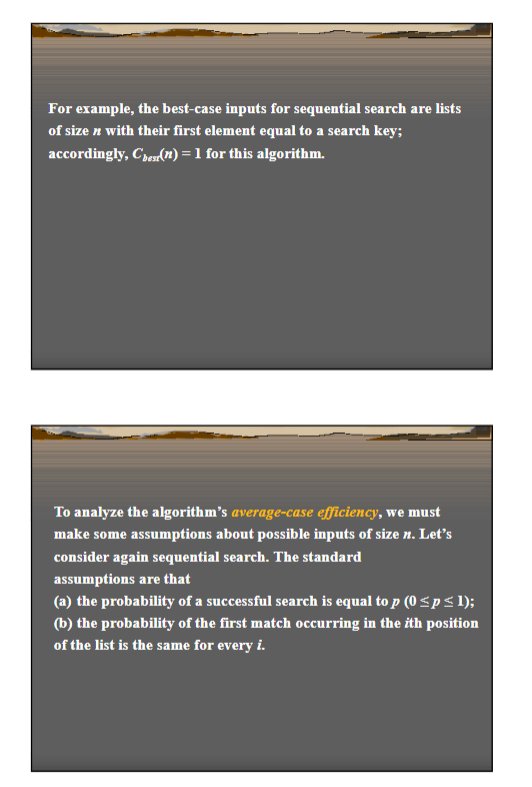 For example, the best-case inputs for sequential search are lists
of size n with their first element equal to a search key;
accordingly, Cbest(n) = 1 for this algorithm.
To analyze the algorithm's average-case efficiency, we must
make some assumptions about possible inputs of size n. Let's
consider again sequential search. The standard
assumptions are that
(a) the probability of a successful search is equal to p (0 ≤ p ≤ 1);
(b) the probability of the first match occurring in the ith position
of the list is the same for every i.